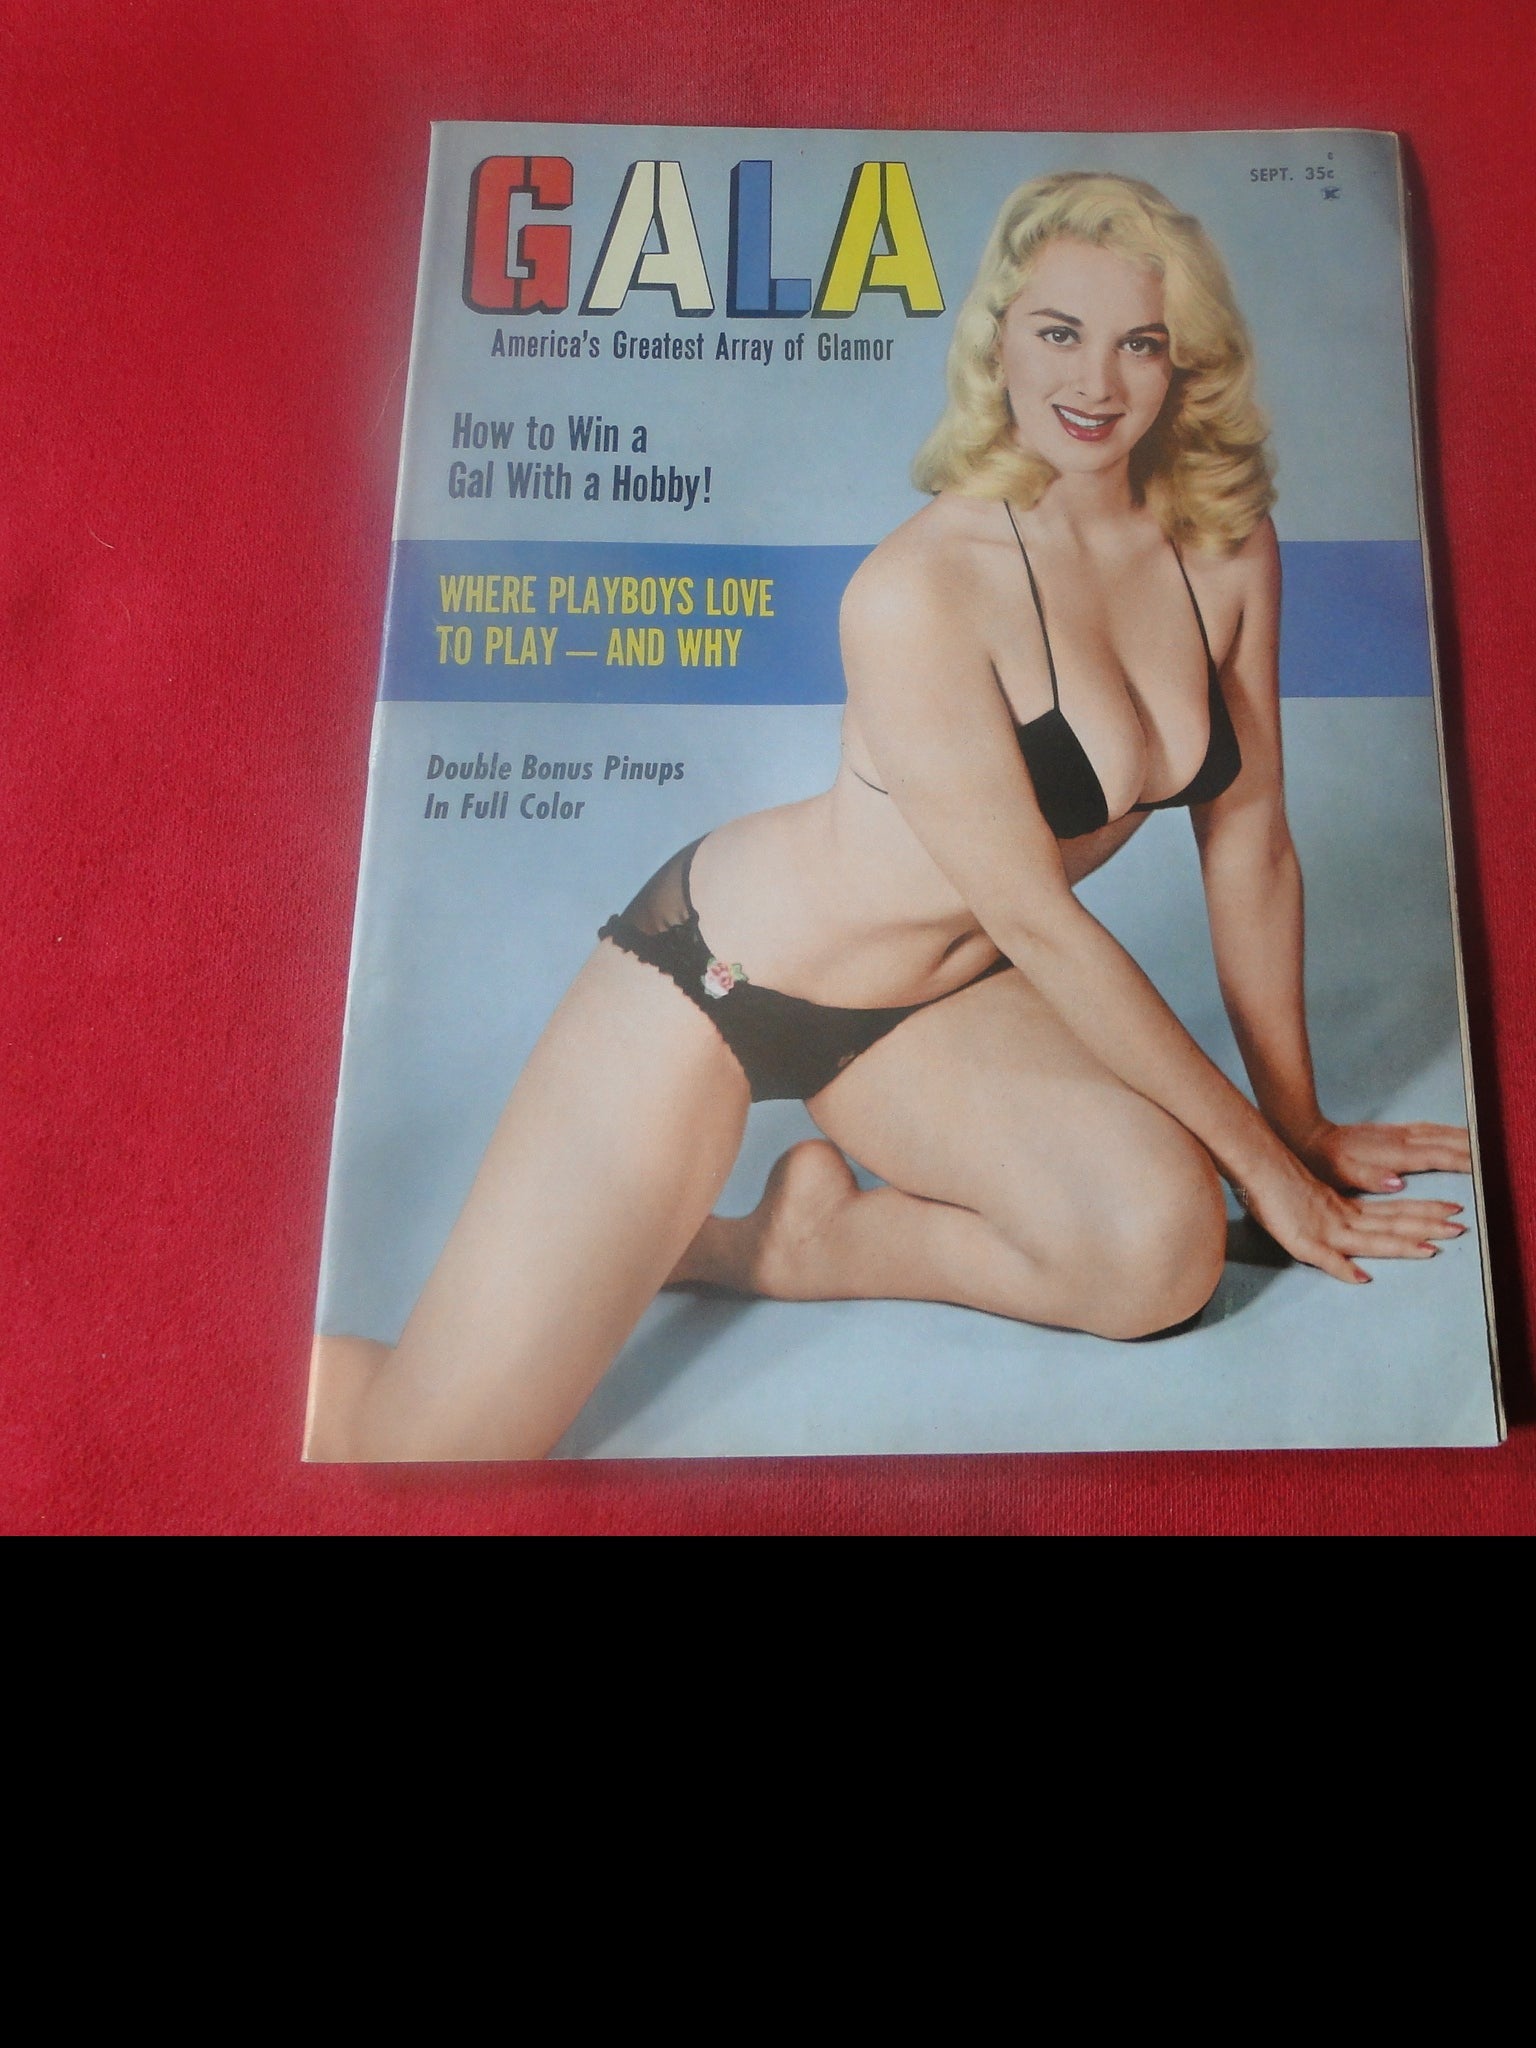 GALA
SEPT. 35¢
America's Greatest Array of Glamor
How to Win a
Gal With a Hobby!
WHERE PLAYBOYS LOVE
TO PLAY — AND WHY
Double Bonus Pinups
In Full Color